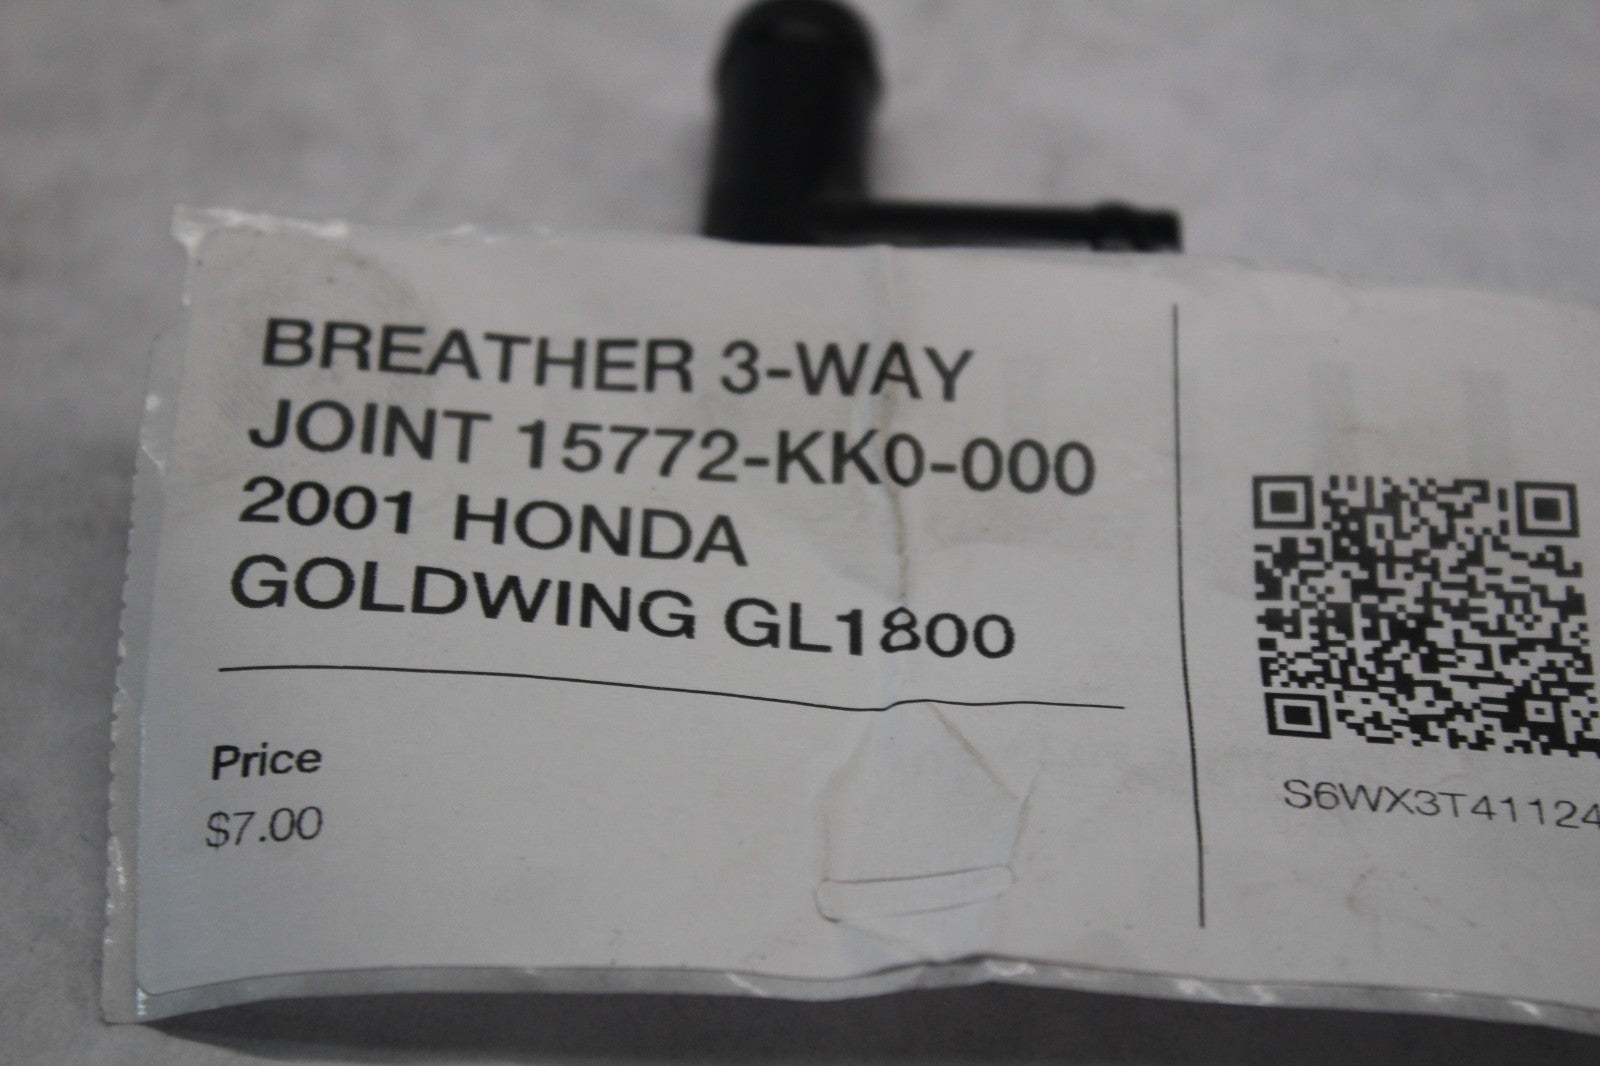 BREATHER 3-WAY
JOINT 15772-KK0-000
2001 HONDA
GOLDWING GL1800
Price
$7.00
S6WX3T41124